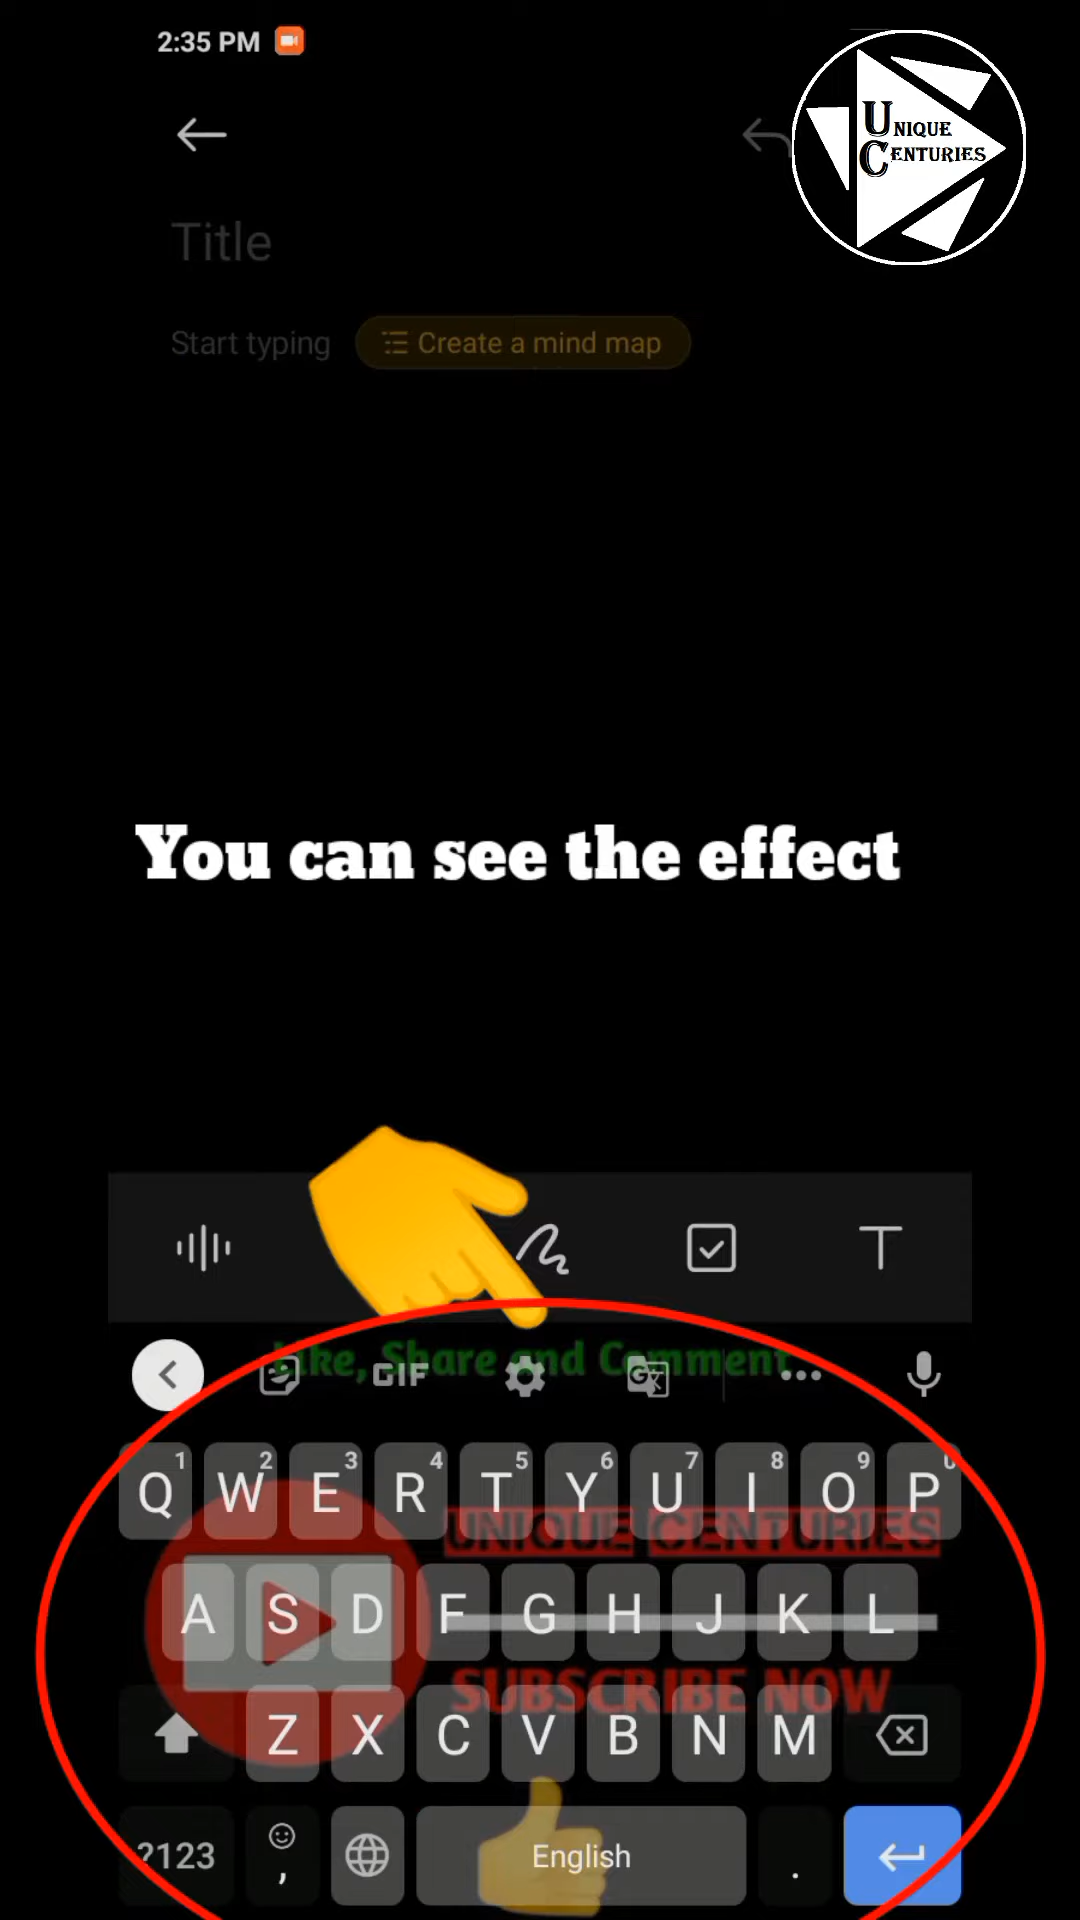 2:35 PM
UNIQUE
CENTURIES
Title
Start typing Create a mind map
You can see the effect
T
Like, Share and Comment
GIF G
1 2 3 4 5 6 7 8 9 0
Q W E R T Y U I O P
UNIQUE CENTURIES
A S D F G H J K L
SUBSCRIBE NOW
Z X C V B N M
?123 , English .